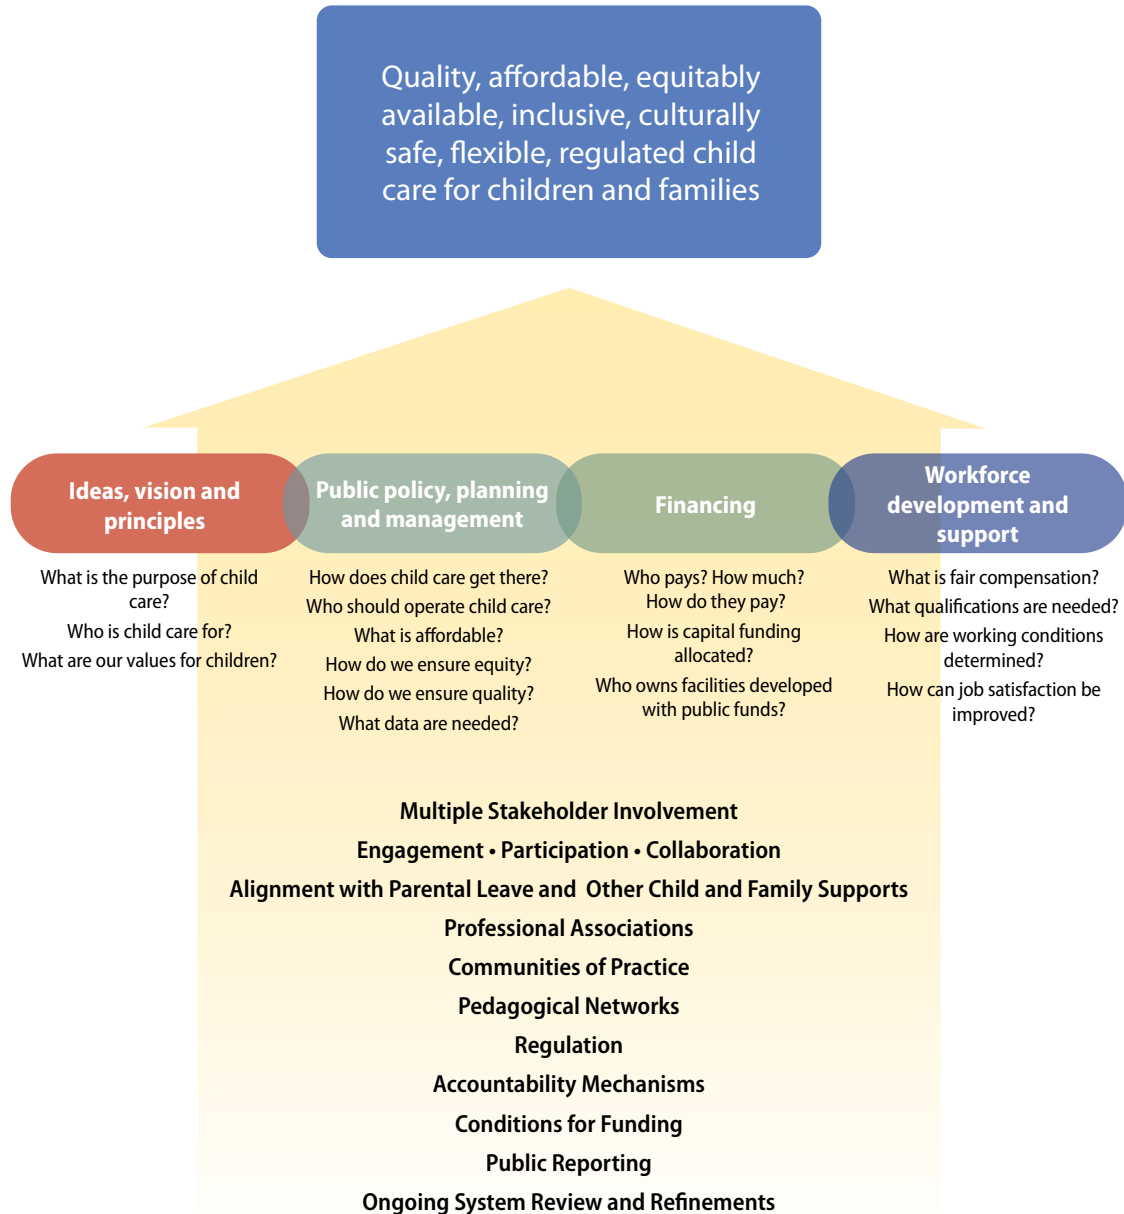 Quality, affordable, equitably
available, inclusive, culturally
safe, flexible, regulated child
care for children and families
Ideas, vision and
principles
What is the purpose of child
care?
Who is child care for?
What are our values for children?
Public policy, planning
and management
How does child care get there?
Who should operate child care?
What is affordable?
How do we ensure equity?
How do we ensure quality?
What data are needed?
Financing
Who pays? How much?
How do they pay?
How is capital funding
allocated?
Who owns facilities developed
with public funds?
Workforce
development and
support
What is fair compensation?
What qualifications are needed?
How are working conditions
determined?
How can job satisfaction be
improved?
Multiple Stakeholder Involvement
Engagement • Participation • Collaboration
Alignment with Parental Leave and Other Child and Family Supports
Professional Associations
Communities of Practice
Pedagogical Networks
Regulation
Accountability Mechanisms
Conditions for Funding
Public Reporting
Ongoing System Review and Refinements